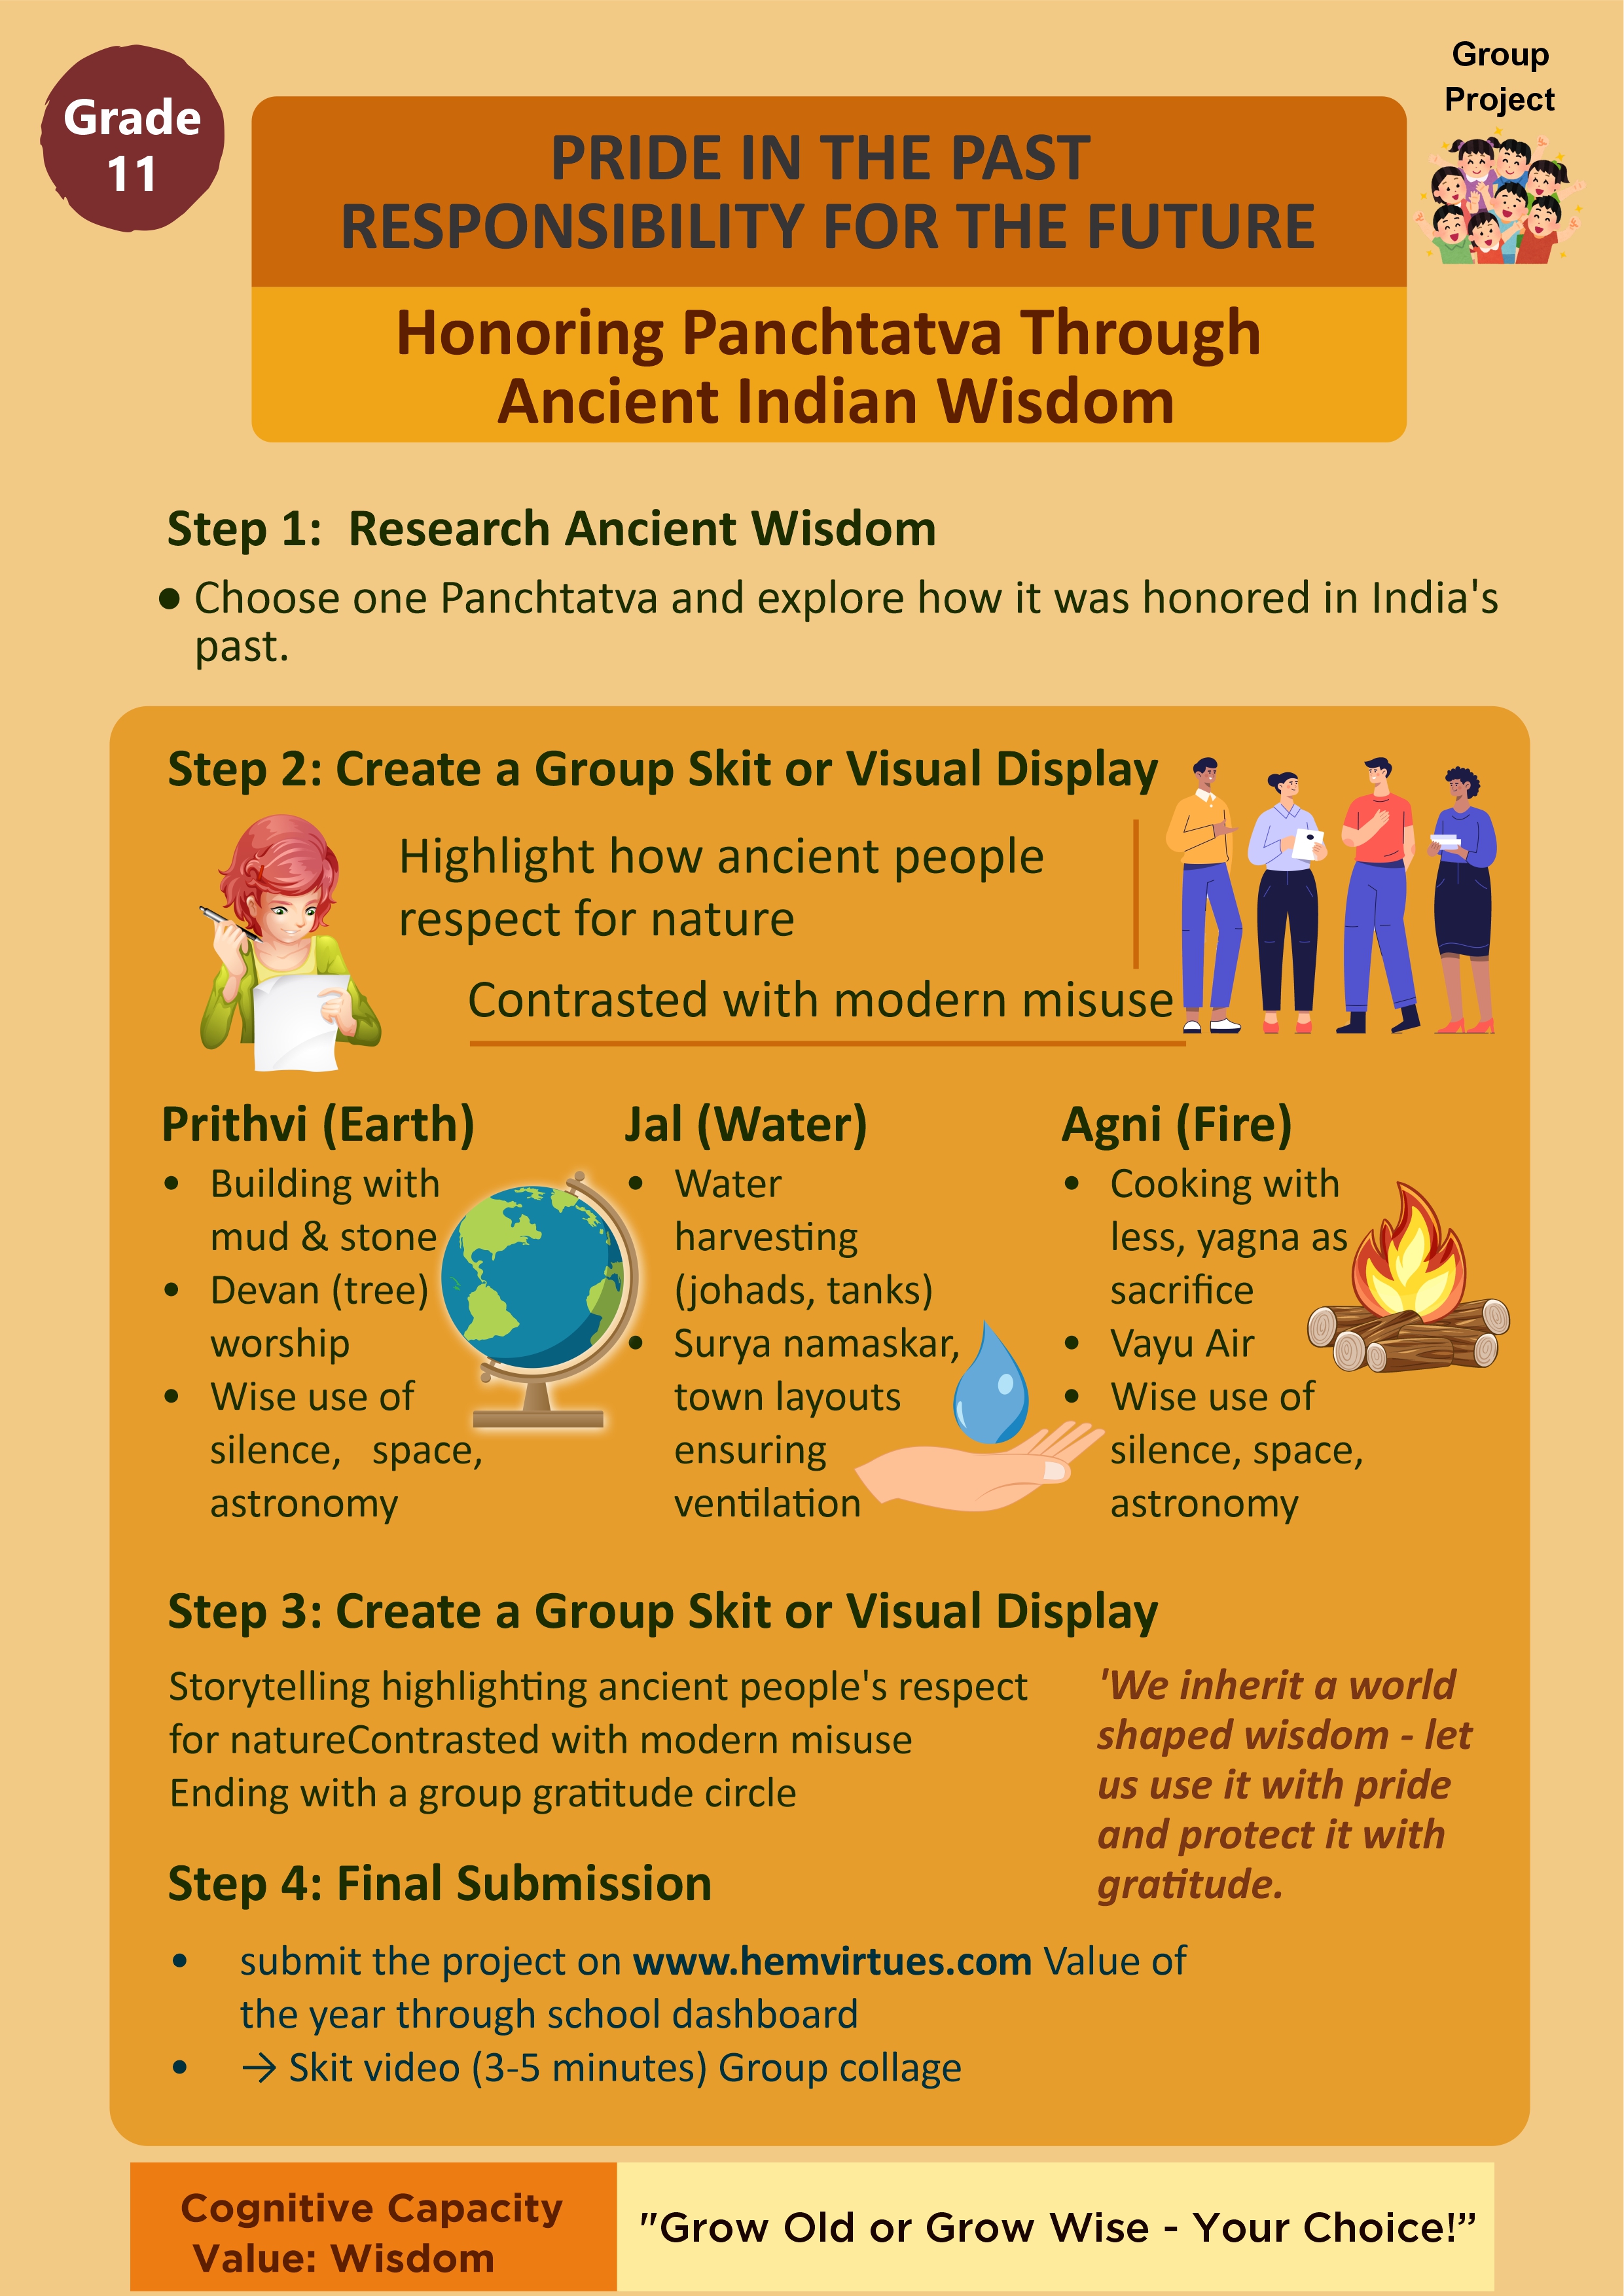 Grade
11
Group
Project
PRIDE IN THE PAST
RESPONSIBILITY FOR THE FUTURE
Honoring Panchtatva Through
Ancient Indian Wisdom
Step 1:  Research Ancient Wisdom
• Choose one Panchtatva and explore how it was honored in India's
past.
Step 2: Create a Group Skit or Visual Display
Highlight how ancient people
respect for nature
Contrasted with modern misuse
Prithvi (Earth)
• Building with
mud & stone
• Devan (tree)
worship
• Wise use of
silence,  space,
astronomy
Jal (Water)
• Water
harvesting
(johads, tanks)
• Surya namaskar,
town layouts
ensuring
ventilation
Agni (Fire)
• Cooking with
less, yagna as
sacrifice
• Vayu Air
• Wise use of
silence, space,
astronomy
Step 3: Create a Group Skit or Visual Display
Storytelling highlighting ancient people's respect
for natureContrasted with modern misuse
Ending with a group gratitude circle
'We inherit a world
shaped wisdom - let
us use it with pride
and protect it with
gratitude.
Step 4: Final Submission
• submit the project on www.hemvirtues.com Value of
the year through school dashboard
• → Skit video (3-5 minutes) Group collage
Cognitive Capacity
Value: Wisdom
"Grow Old or Grow Wise - Your Choice!”